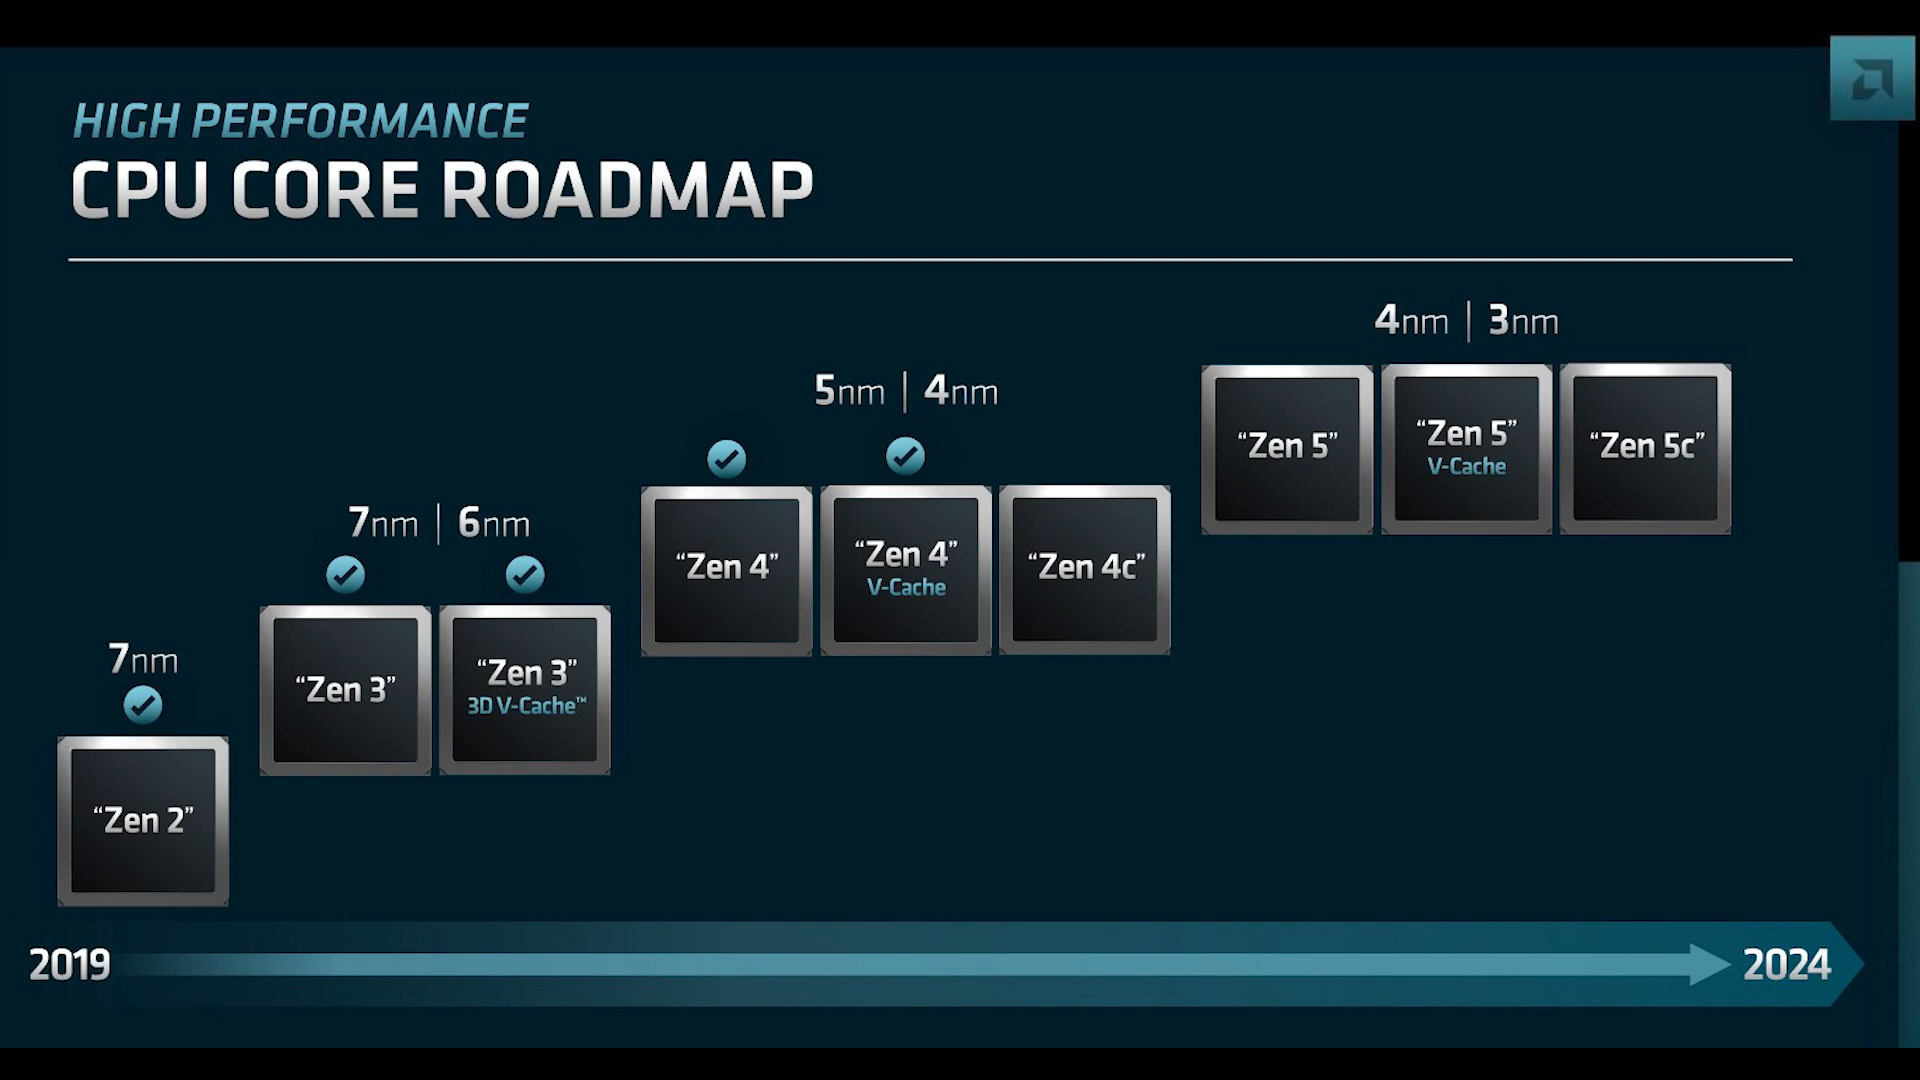 HIGH PERFORMANCE
CPU CORE ROADMAP
7nm
“Zen 2”
7nm | 6nm
“Zen 3”
“Zen 3”
3D V-Cache™
5nm | 4nm
“Zen 4”
“Zen 4”
V-Cache
“Zen 4c”
4nm | 3nm
“Zen 5”
“Zen 5”
V-Cache
“Zen 5c”
2019
2024